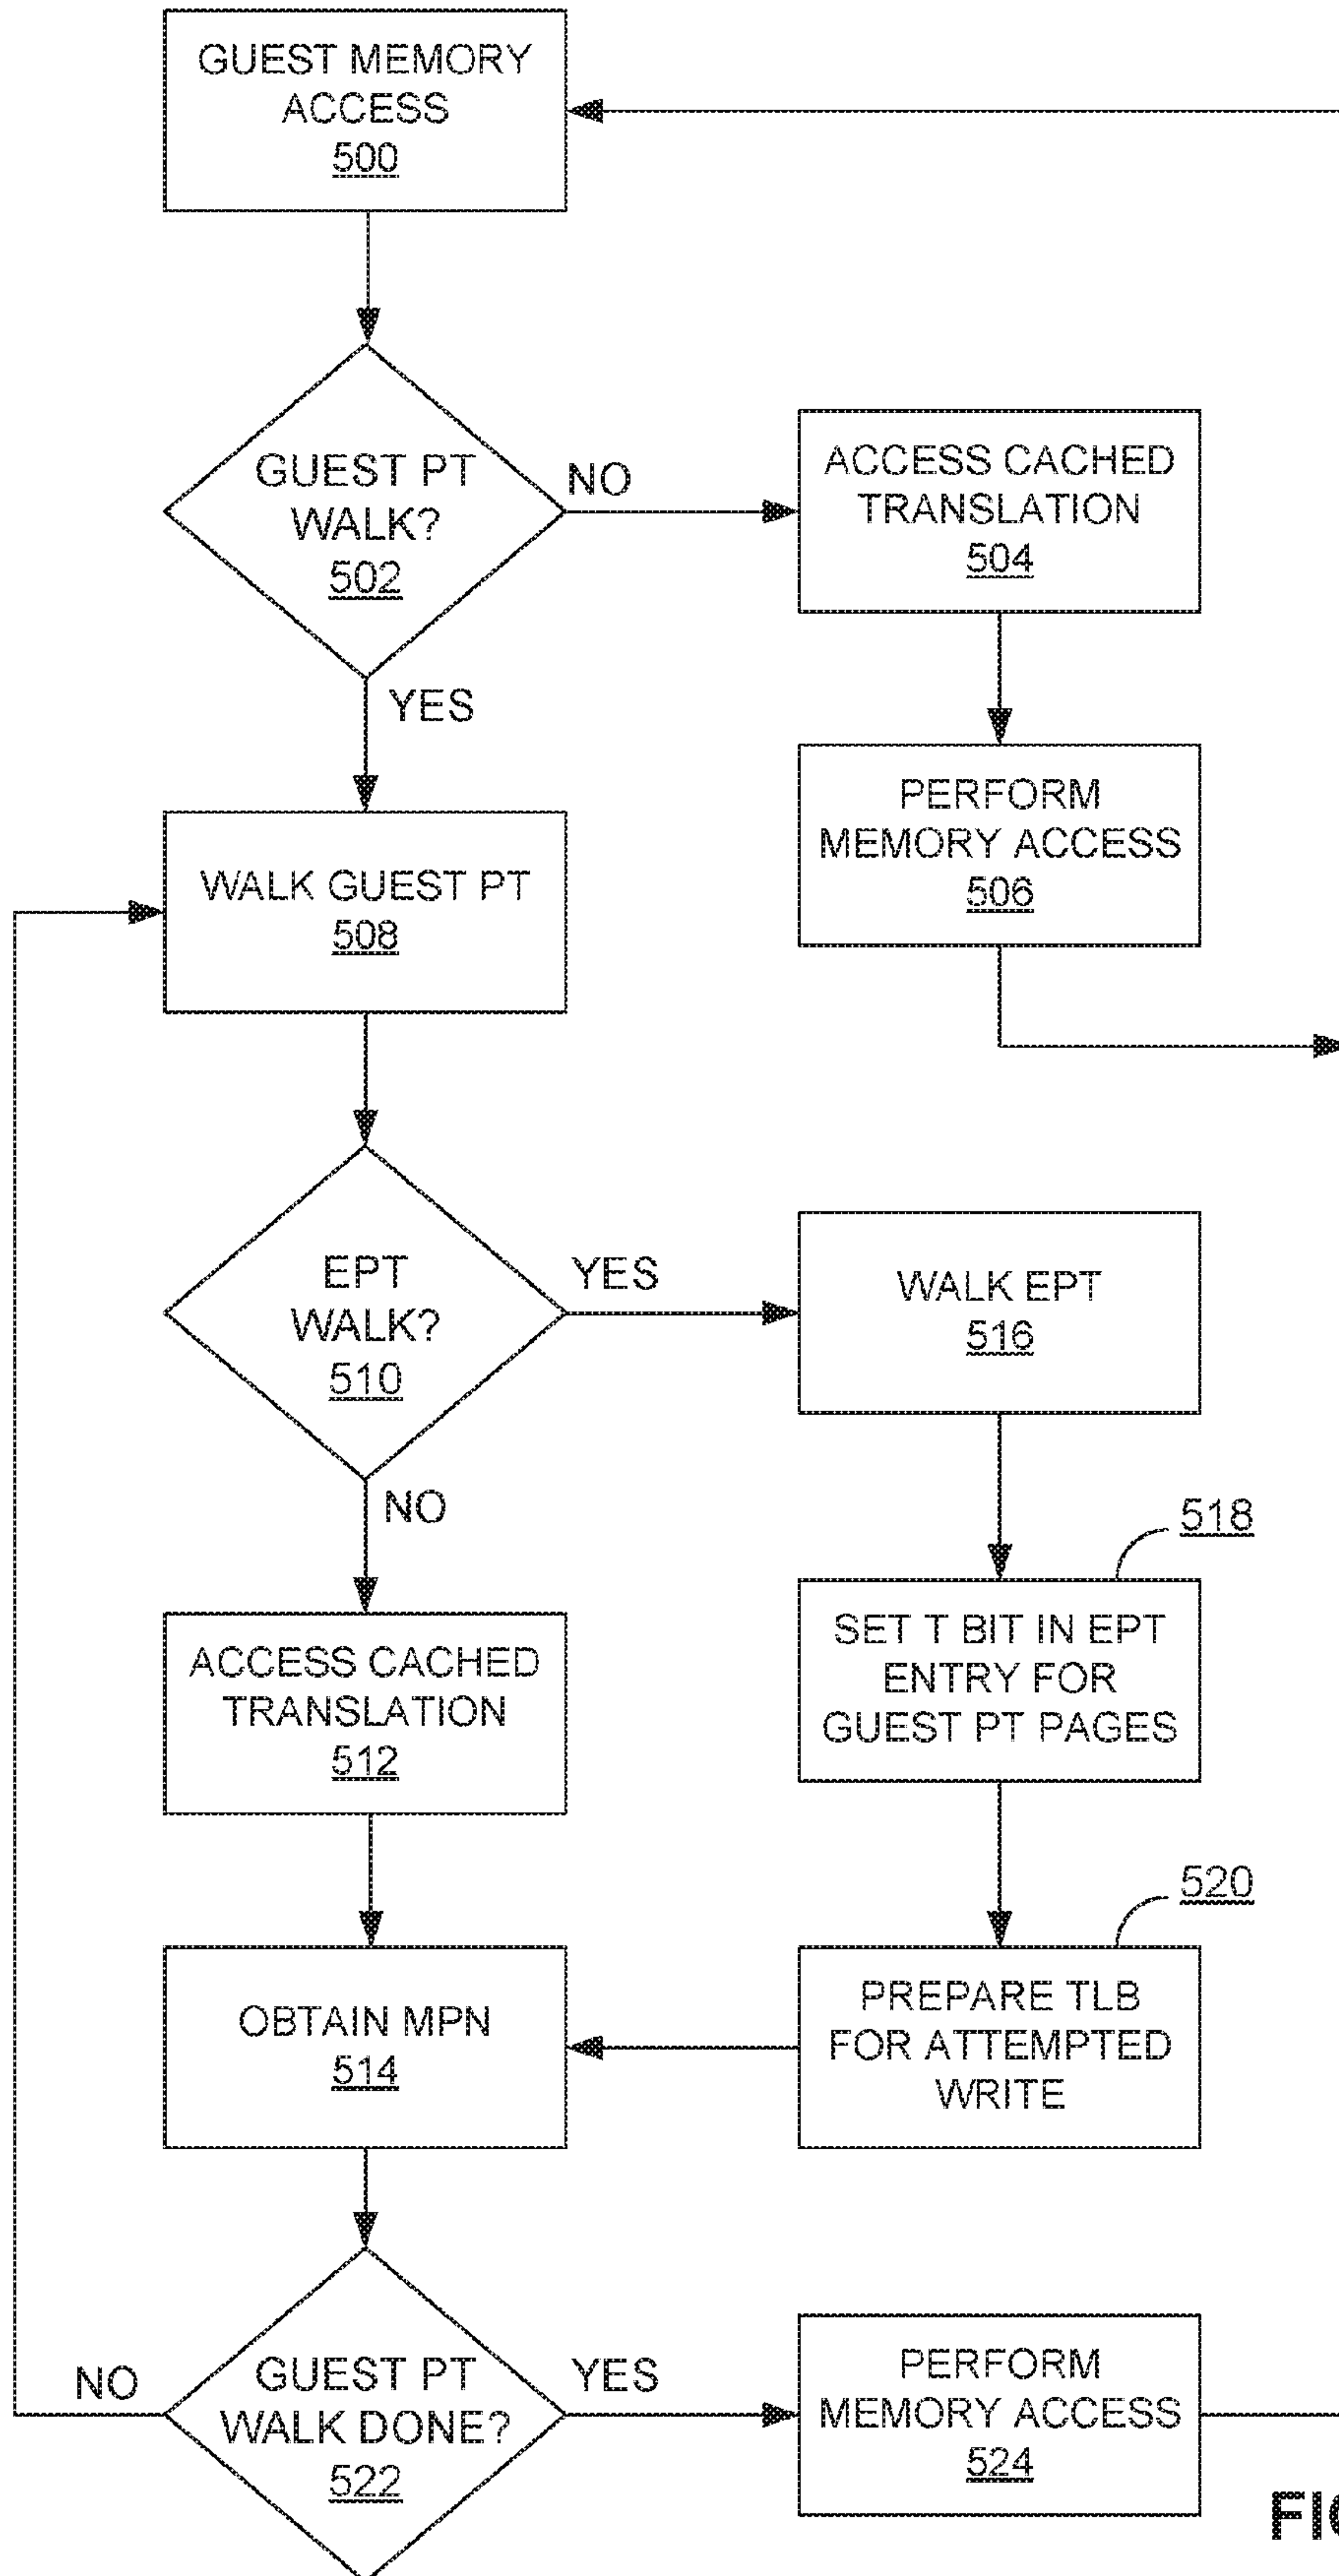 GUEST MEMORY
ACCESS
500
GUEST PT
WALK?
502
NO
ACCESS CACHED
TRANSLATION
504
YES
PERFORM
MEMORY ACCESS
506
WALK GUEST PT
508
EPT
WALK?
510
YES
WALK EPT
516
NO
518
SET T BIT IN EPT
ENTRY FOR
GUEST PT PAGES
ACCESS CACHED
TRANSLATION
512
520
PREPARE TLB
FOR ATTEMPTED
WRITE
OBTAIN MPN
514
NO
GUEST PT
WALK DONE?
522
YES
PERFORM
MEMORY ACCESS
524